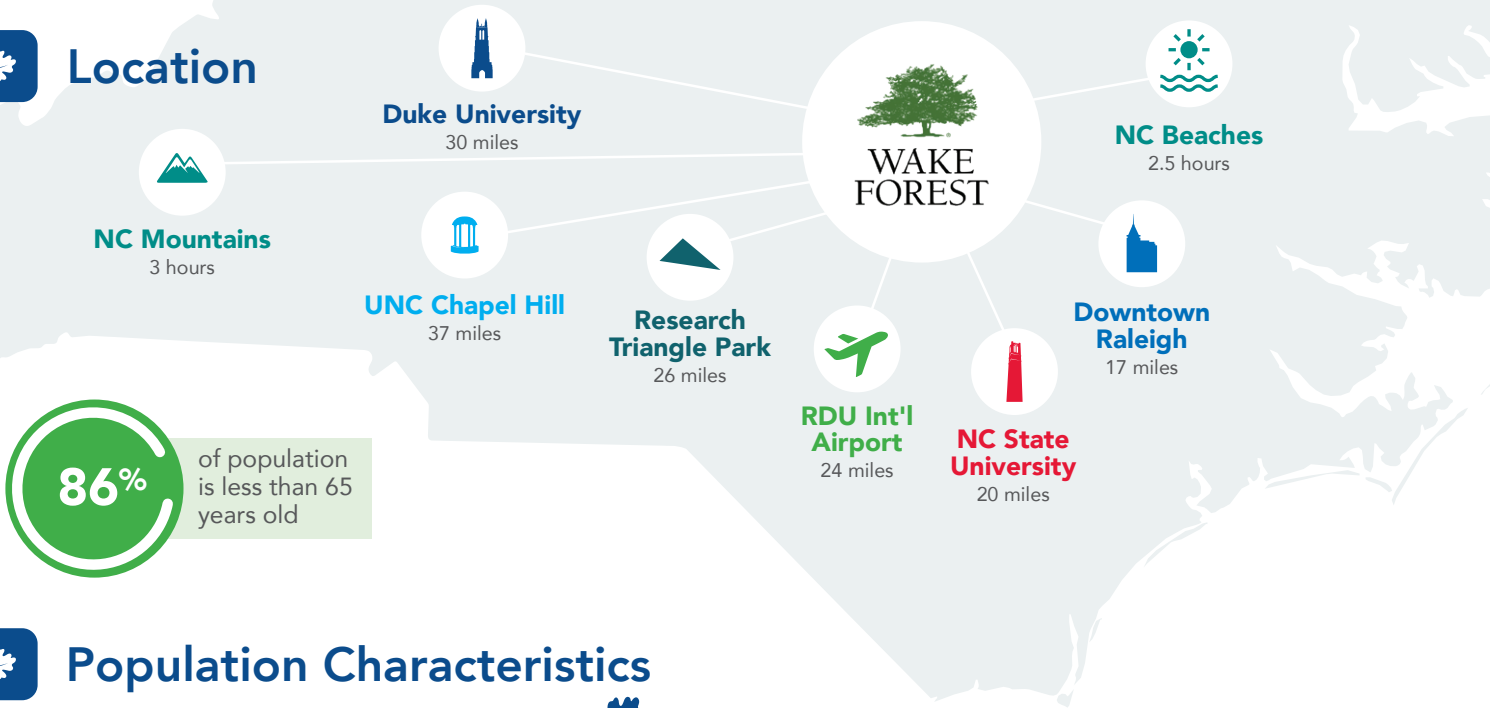 Location
Duke University
30 miles
WAKE
FOREST
NC Beaches
2.5 hours
NC Mountains
3 hours
UNC Chapel Hill
37 miles
Research
Triangle Park
26 miles
Downtown
Raleigh
17 miles
RDU Int'l
Airport
24 miles
NC State
University
20 miles
86%
of population
is less than 65
years old
Population Characteristics